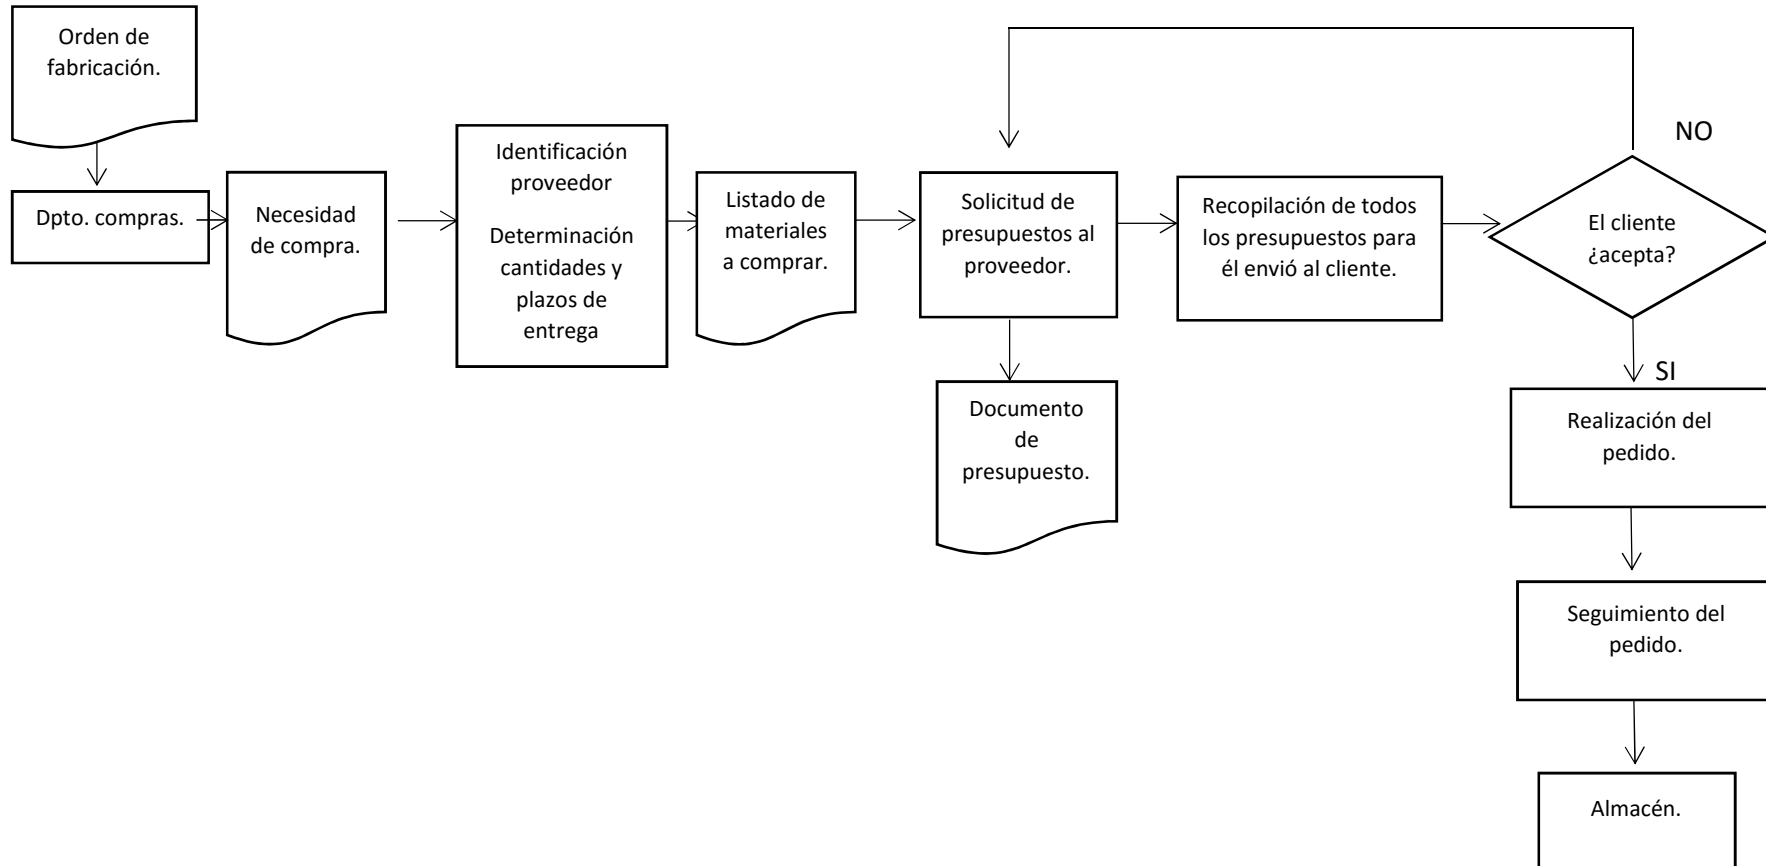 Orden de
fabricación.
Dpto. compras.
Necesidad
de compra.
Identificación
proveedor
Determinación
cantidades y
plazos de
entrega
Listado de
materiales
a comprar.
Solicitud de
presupuestos al
proveedor.
Documento
de
presupuesto.
Recopilación de todos
los presupuestos para
él envió al cliente.
NO
El cliente
¿acepta?
SI
Realización del
pedido.
Seguimiento del
pedido.
Almacén.